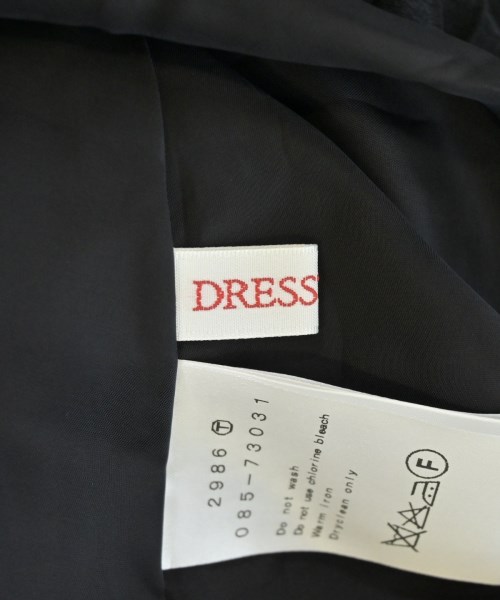 DRESS
2986 Ⓣ
085-73031
Do not wash
Do not use chlorine bleach
Warm iron
Dryclean only
F